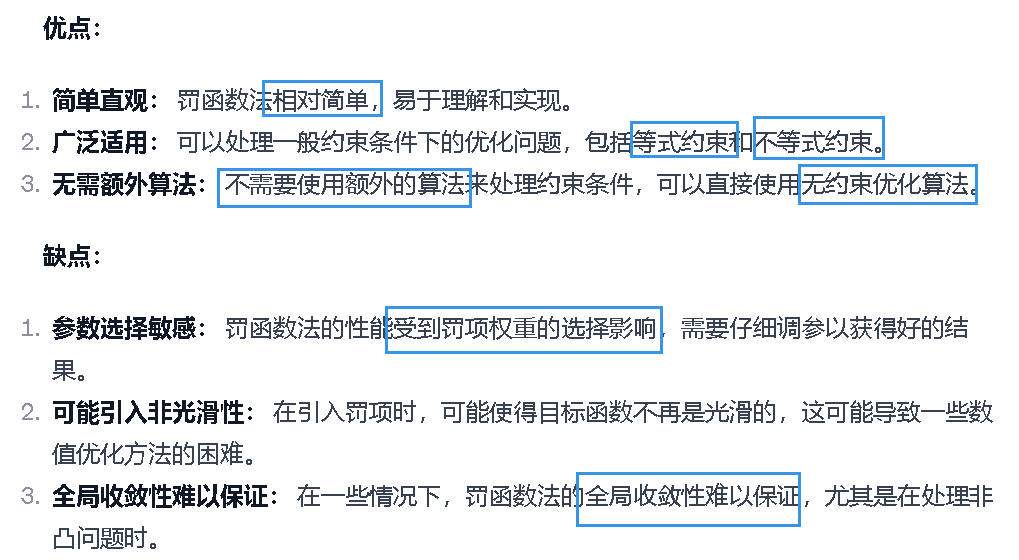 优点：
1. 简单直观： 罚函数法相对简单，易于理解和实现。
2. 广泛适用： 可以处理一般约束条件下的优化问题，包括等式约束和不等式约束。
3. 无需额外算法： 不需要使用额外的算法来处理约束条件，可以直接使用无约束优化算法。
缺点：
1. 参数选择敏感： 罚函数法的性能受到罚项权重的选择影响，需要仔细调参以获得好的结
果。
2. 可能引入非光滑性： 在引入罚项时，可能使得目标函数不再是光滑的，这可能导致一些数
值优化方法的困难。
3. 全局收敛性难以保证： 在一些情况下，罚函数法的全局收敛性难以保证，尤其是在处理非
凸问题时。